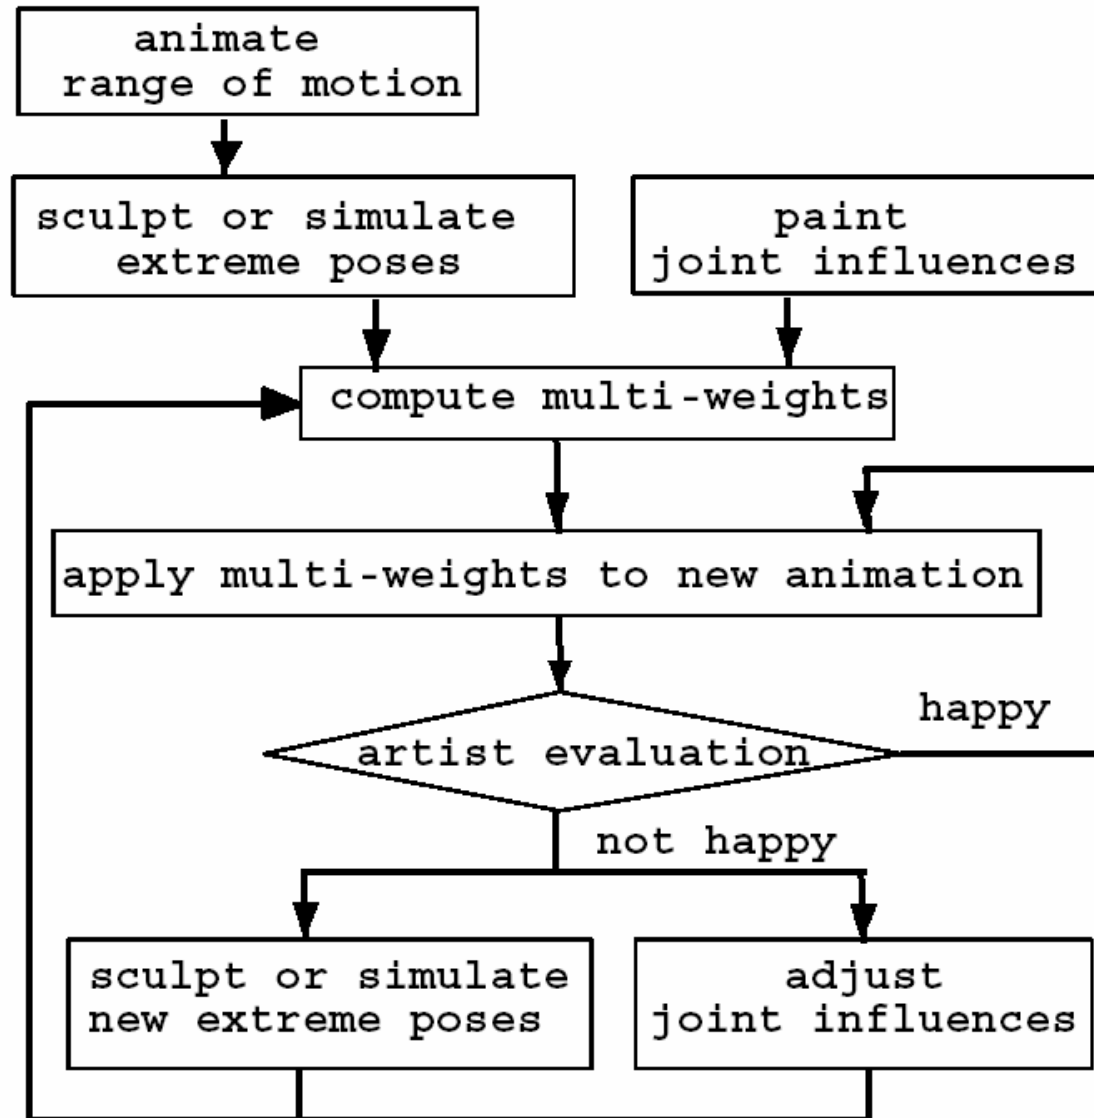 animate
range of motion
sculpt or simulate
extreme poses
paint
joint influences
compute multi-weights
apply multi-weights to new animation
artist evaluation
happy
not happy
sculpt or simulate
new extreme poses
adjust
joint influences